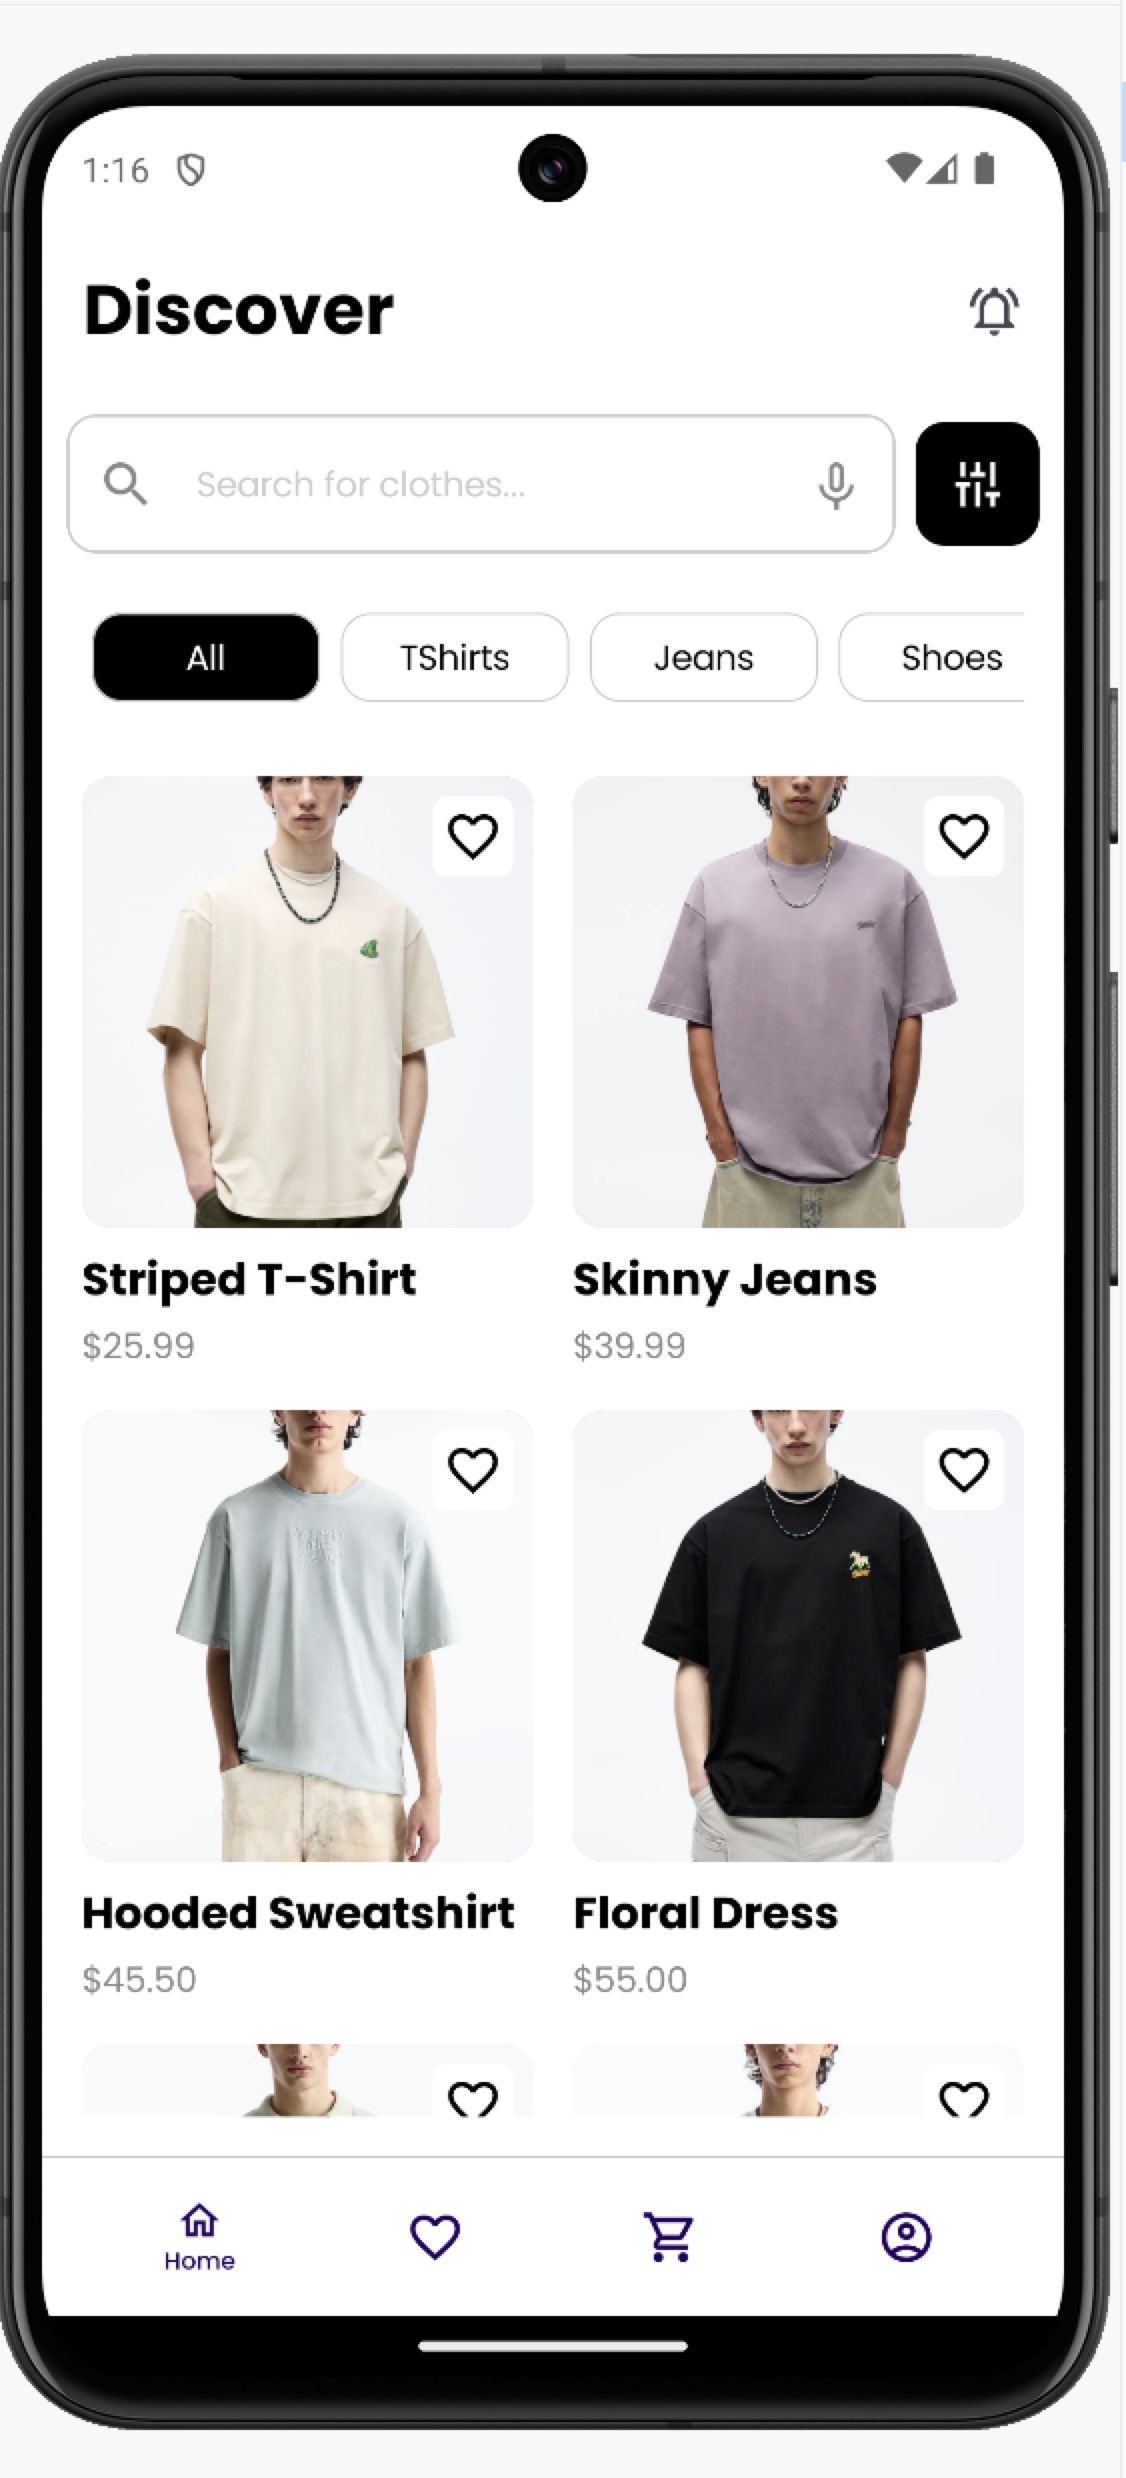 1:16
Discover
Search for clothes...
All TShirts Jeans Shoes
Striped T-Shirt Skinny Jeans
$25.99 $39.99
Hooded Sweatshirt Floral Dress
$45.50 $55.00
Home